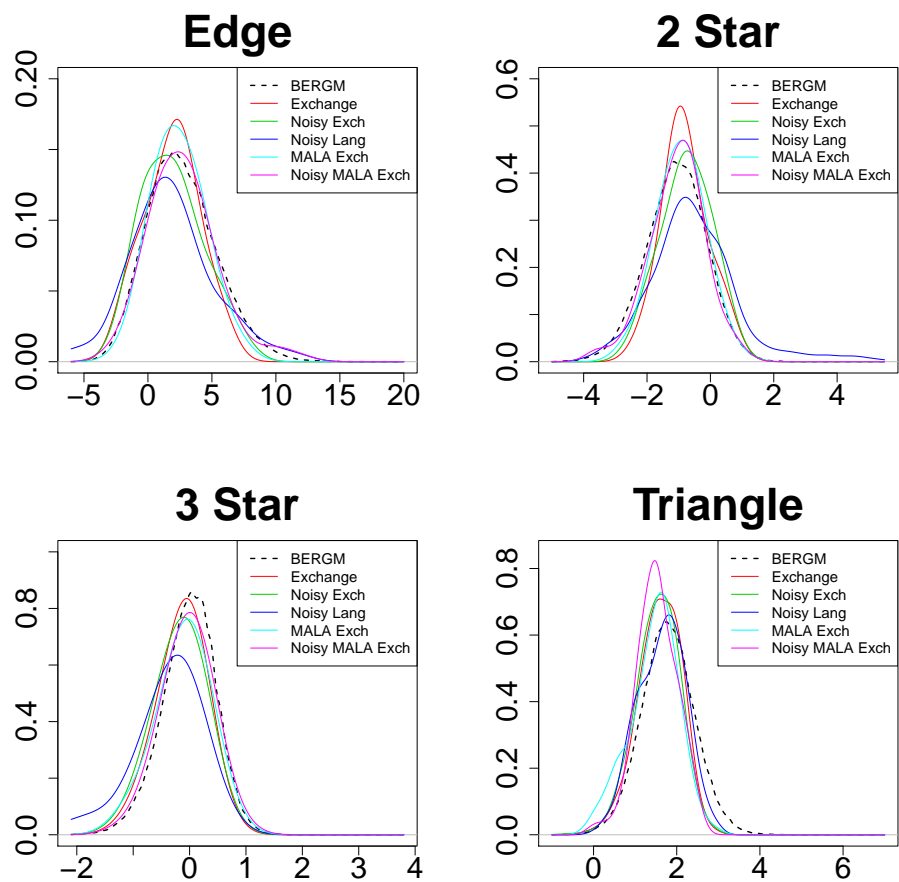 Edge
BERGM
Exchange
Noisy Exch
Noisy Lang
MALA Exch
Noisy MALA Exch
0.00 0.10 0.20
−5 0 5 10 15 20
2 Star
BERGM
Exchange
Noisy Exch
Noisy Lang
MALA Exch
Noisy MALA Exch
0.0 0.2 0.4 0.6
−4 −2 0 2 4
3 Star
BERGM
Exchange
Noisy Exch
Noisy Lang
MALA Exch
Noisy MALA Exch
0.0 0.4 0.8
−2 0 1 2 3 4
Triangle
BERGM
Exchange
Noisy Exch
Noisy Lang
MALA Exch
Noisy MALA Exch
0.0 0.2 0.4 0.6 0.8
0 2 4 6